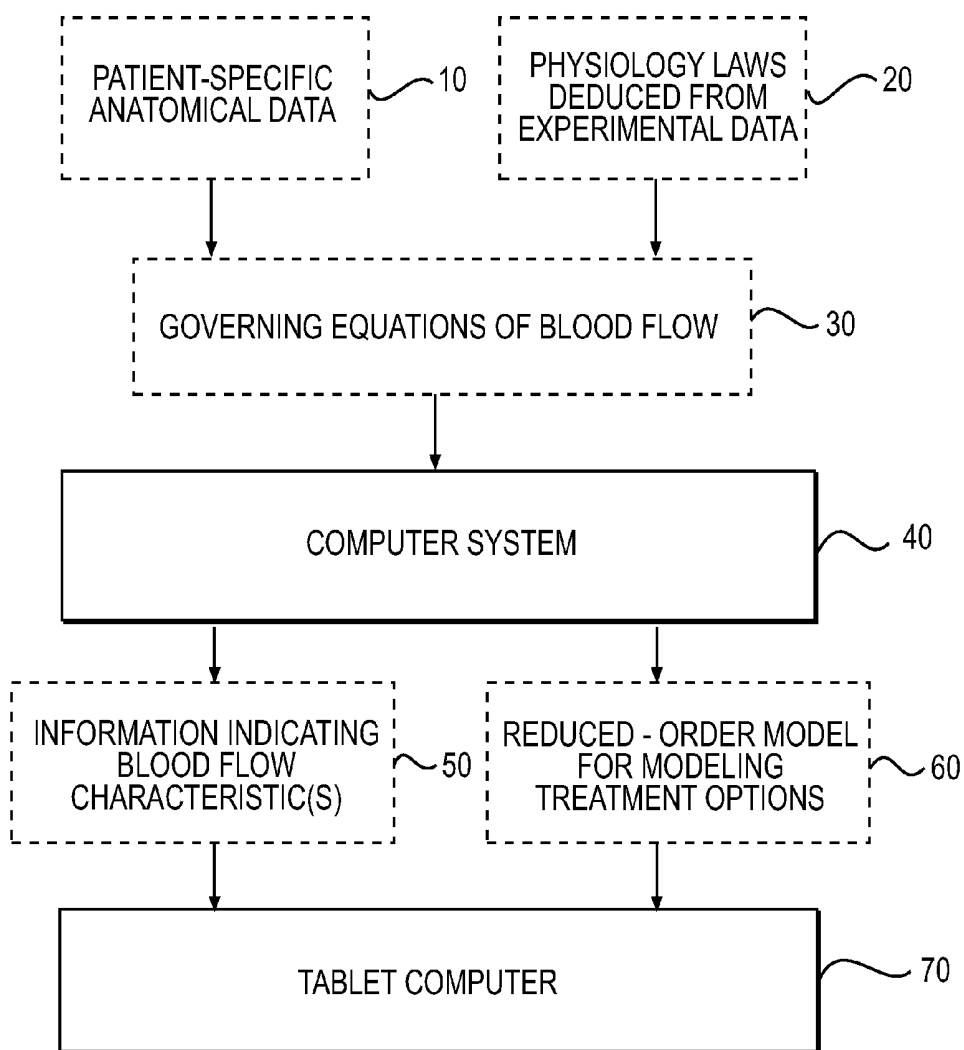 PATIENT-SPECIFIC
ANATOMICAL DATA
10
PHYSIOLOGY LAWS
DEDUCED FROM
EXPERIMENTAL DATA
20
GOVERNING EQUATIONS OF BLOOD FLOW
30
COMPUTER SYSTEM
40
INFORMATION INDICATING
BLOOD FLOW
CHARACTERISTIC(S)
50
REDUCED - ORDER MODEL
FOR MODELING
TREATMENT OPTIONS
60
TABLET COMPUTER
70